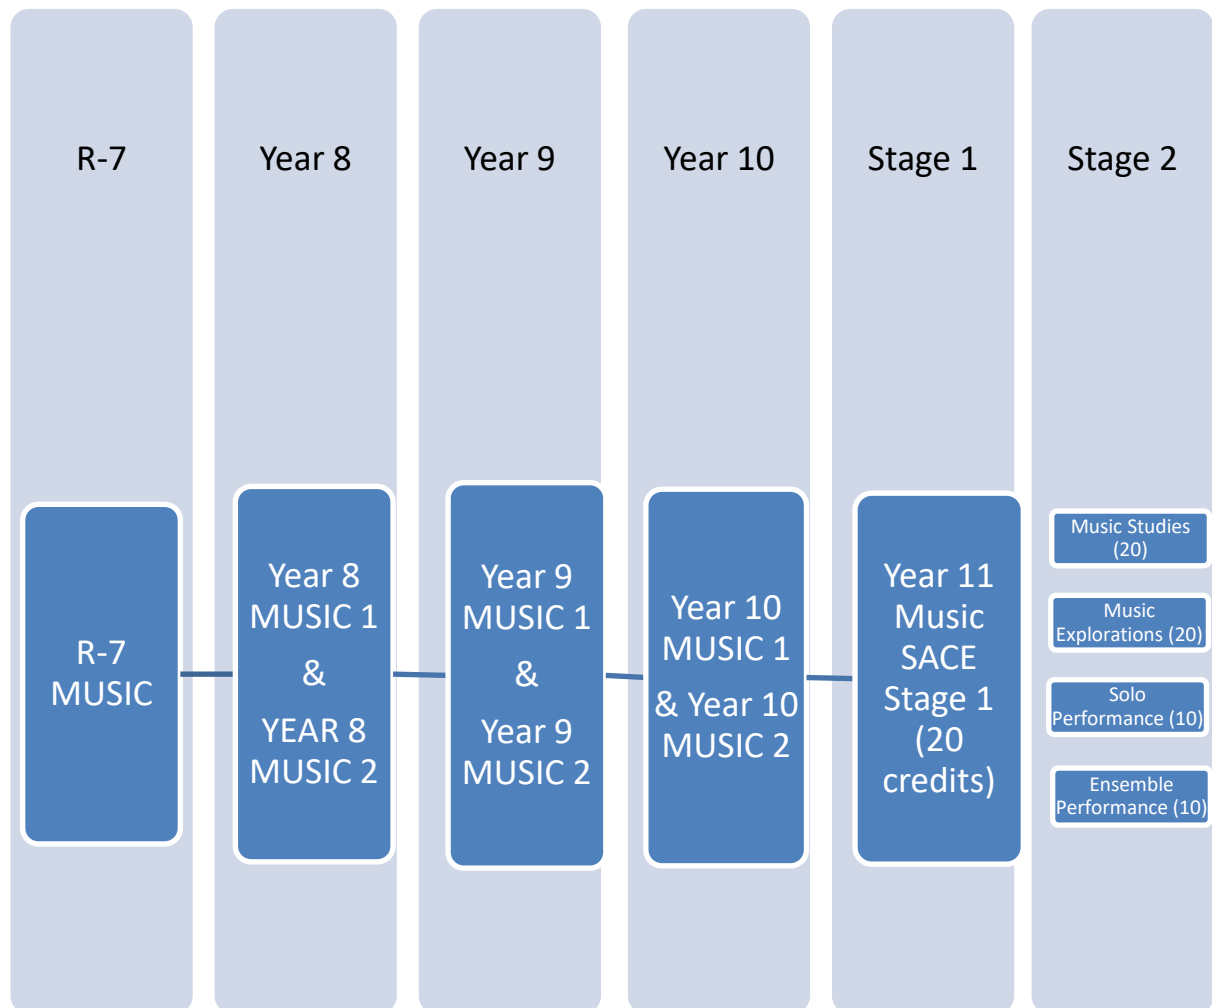 R-7
Year 8
Year 9
Year 10
Stage 1
Stage 2
R-7
MUSIC
Year 8
MUSIC 1
&
YEAR 8
MUSIC 2
Year 9
MUSIC 1
&
Year 9
MUSIC 2
Year 10
MUSIC 1
& Year 10
MUSIC 2
Year 11
Music
SACE
Stage 1
(20
credits)
Music Studies
(20)
Music
Explorations (20)
Solo
Performance (10)
Ensemble
Performance (10)